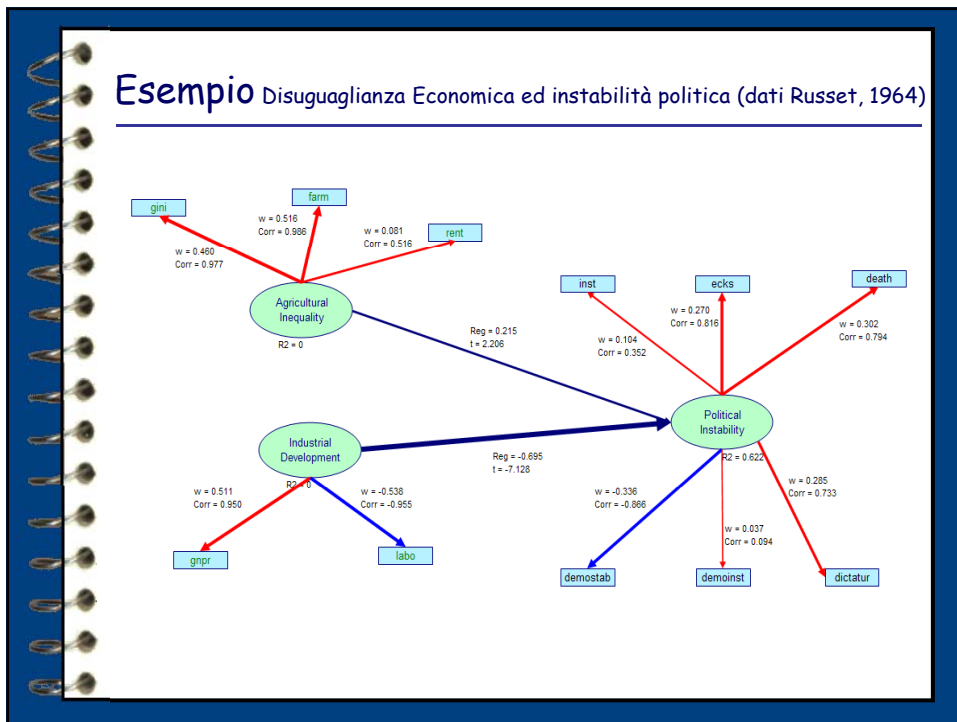 Esempio Disuguaglianza Economica ed instabilità politica (dati Russet, 1964)
gini
farm
rent
w = 0.460
Corr = 0.977
w = 0.516
Corr = 0.986
w = 0.081
Corr = 0.516
Agricultural
Inequality
R2 = 0
Reg = 0.215
t = 2.206
inst
ecks
death
w = 0.104
Corr = 0.352
w = 0.270
Corr = 0.816
w = 0.302
Corr = 0.794
Political
Instability
R2 = 0.622
Industrial
Development
R2 = 0
Reg = -0.695
t = -7.128
w = 0.511
Corr = 0.950
w = -0.538
Corr = -0.955
gnpr
labo
w = -0.336
Corr = -0.866
w = 0.037
Corr = 0.094
w = 0.285
Corr = 0.733
demostab
demoinst
dictatur